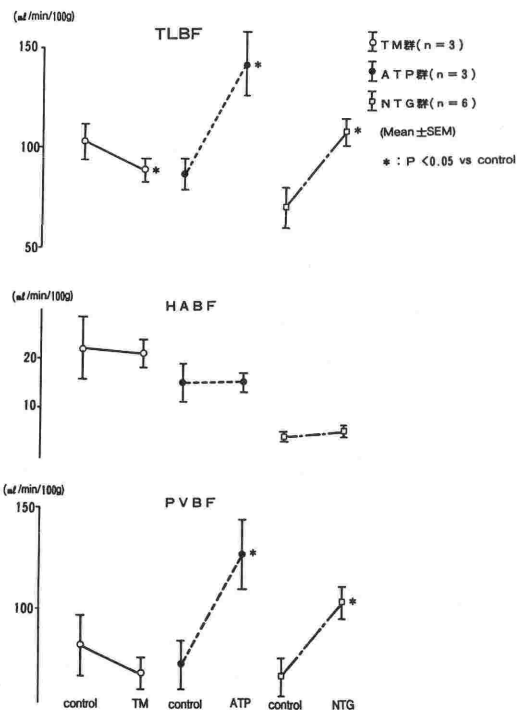 (㎖/min/100g)
TLBF
TM群(n=3)
ATP群(n=3)
NTG群(n=6)
(Mean±SEM)
*：P<0.05 vs control
*
*
*
100
50
(㎖/min/100g)
HABF
20
10
(㎖/min/100g)
PVBF
150
100
*
*
control TM control ATP control NTG